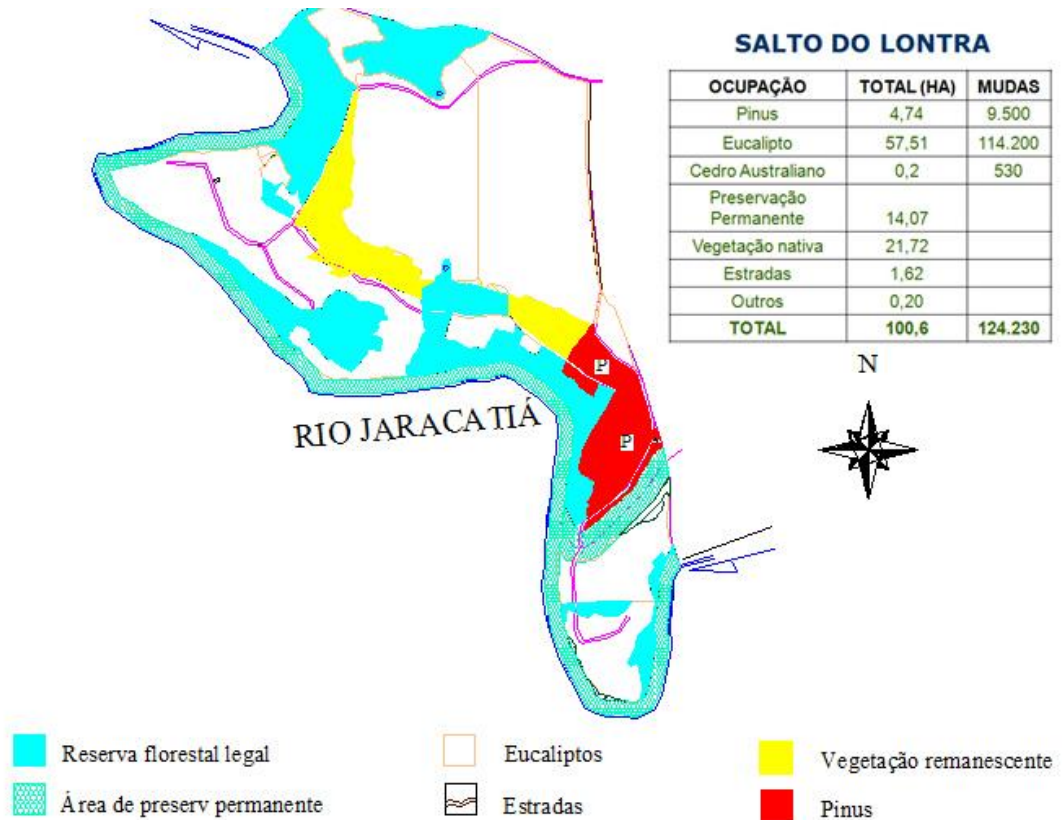 SALTO DO LONTRA
OCUPAÇÃO TOTAL (HA) MUDAS
Pinus 4,74 9.500
Eucalipto 57,51 114.200
Cedro Australiano 0,2 530
Preservação
Permanente 14,07
Vegetação nativa 21,72
Estradas 1,62
Outros 0,20
TOTAL 100,6 124.230
N
P
RIO JARACATIÁ
P
Reserva florestal legal
Eucaliptos
Vegetação remanescente
Área de preserv permanente
Estradas
Pinus